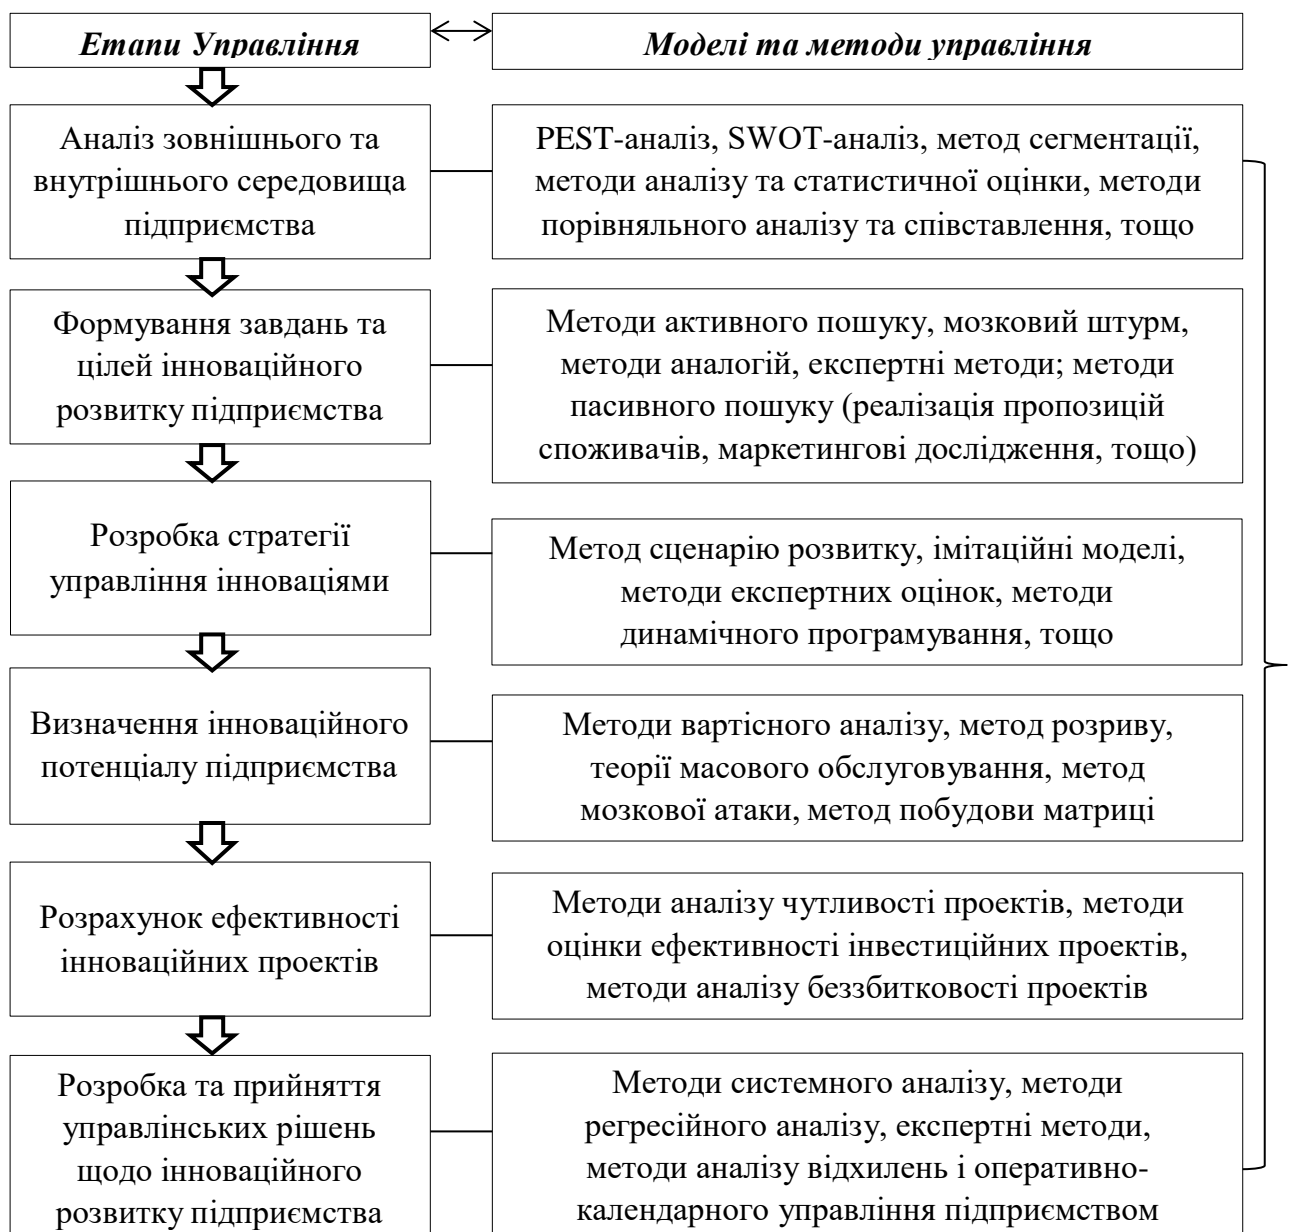 Етапи Управління
Моделі та методи управління
Аналіз зовнішнього та
внутрішнього середовища
підприємства
PEST-аналіз, SWOT-аналіз, метод сегментації,
методи аналізу та статистичної оцінки, методи
порівняльного аналізу та співставлення, тощо
Формування завдань та
цілей інноваційного
розвитку підприємства
Методи активного пошуку, мозковий штурм,
методи аналогій, експертні методи; методи
пасивного пошуку (реалізація пропозицій
споживачів, маркетингові дослідження, тощо)
Розробка стратегії
управління інноваціями
Метод сценарію розвитку, імітаційні моделі,
методи експертних оцінок, методи
динамічного програмування, тощо
Визначення інноваційного
потенціалу підприємства
Методи вартісного аналізу, метод розриву,
теорії масового обслуговування, метод
мозкової атаки, метод побудови матриці
Розрахунок ефективності
інноваційних проектів
Методи аналізу чутливості проектів, методи
оцінки ефективності інвестиційних проектів,
методи аналізу беззбитковості проектів
Розробка та прийняття
управлінських рішень
щодо інноваційного
розвитку підприємства
Методи системного аналізу, методи
регресійного аналізу, експертні методи,
методи аналізу відхилень і оперативно-
календарного управління підприємством